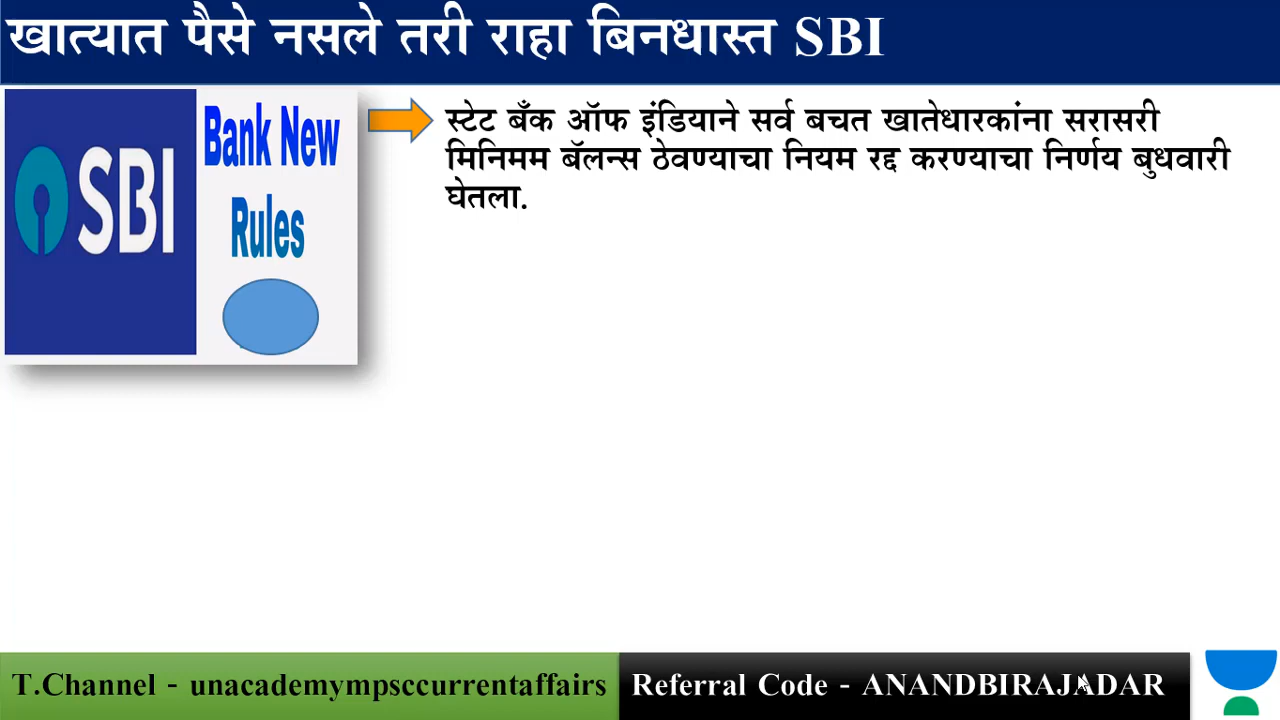 खात्यात पैसे नसले तरी राहा बिनधास्त SBI
SBI
Bank New
Rules
स्टेट बँक ऑफ इंडियाने सर्व बचत खातेधारकांना सरासरी
मिनिमम बॅलन्स ठेवण्याचा नियम रद्द करण्याचा निर्णय बुधवारी
घेतला.
T.Channel - unacademympsccurrentaffairs
Referral Code - ANANDBIRAJADAR